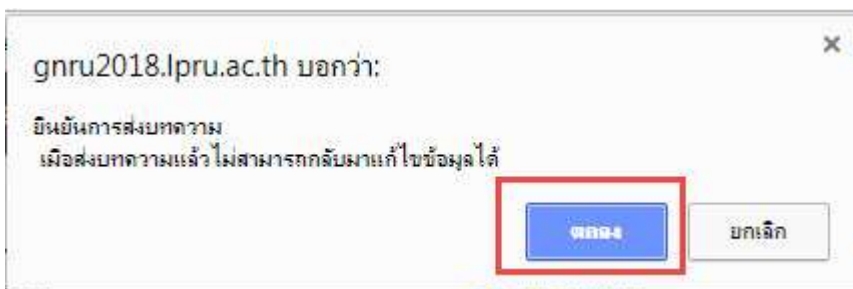 gnru2018.lpru.ac.th บอกว่า:
ยืนยันการส่งบทความ
เมื่อส่งบทความแล้วไม่สามารถกลับมาแก้ไขข้อมูลได้
ตกลง
ยกเลิก